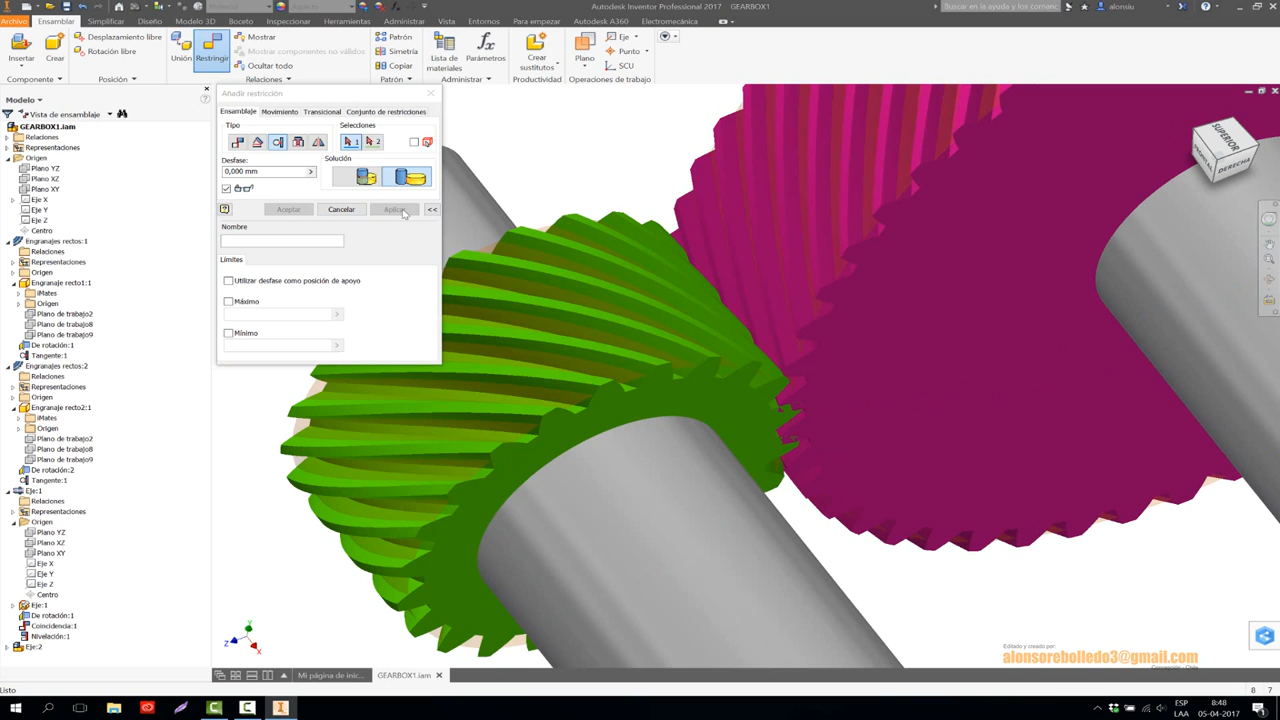 Material
Apariencia
Autodesk Inventor Professional 2017 GEARBOX1
Buscar en la ayuda y los comanc
alonsiu
Archivo Ensamblar Simplificar Diseño Modelo 3D Boceto Inspeccionar Herramientas Administrar Vista Entornos Para empezar Autodesk A360 Electromecánica
Insertar
Crear
Componente
Desplazamiento libre
Rotación libre
Posición
Unión
Restringir
Mostrar
Mostrar componentes no válidos
Ocultar todo
Relaciones
Patrón
Simetría
Copiar
Patrón
Lista de materiales
Parámetros
Administrar
Crear sustitutos
Productividad
Plano
Eje
Punto
SCU
Operaciones de trabajo
Modelo
Vista de ensamblaje
GEARBOX1.iam
Relaciones
Representaciones
Origen
Plano YZ
Plano XZ
Plano XY
Eje X
Eje Y
Eje Z
Centro
Engranajes rectos:1
Relaciones
Representaciones
Origen
Engranaje recto1:1
iMates
Origen
Plano de trabajo2
Plano de trabajo8
Plano de trabajo9
De rotación:1
Tangente:1
Engranajes rectos:2
Relaciones
Representaciones
Origen
Engranaje recto2:1
iMates
Origen
Plano de trabajo2
Plano de trabajo8
Plano de trabajo9
De rotación:2
Tangente:1
Eje:1
Relaciones
Representaciones
Origen
Plano YZ
Plano XZ
Plano XY
Eje X
Eje Y
Eje Z
Centro
Eje:1
De rotación:1
Coincidencia:1
Nivelación:1
Eje:2
Añadir restricción
Ensamblaje Movimiento Transicional Conjunto de restricciones
Tipo
Selecciones
1
2
Desfase:
0,000 mm
Solución
Aceptar
Cancelar
Aplicar
<<
Nombre
Límites
Utilizar desfase como posición de apoyo
Máximo
Mínimo
SUPERIOR
DERECHA
Y
Z
X
Editado y creado por:
alonsorebolledo3@gmail.com
Concepción - Chile
Mi página de inic...
GEARBOX1.iam
Listo
8 7
ESP
LAA
8:48
05-04-2017
1